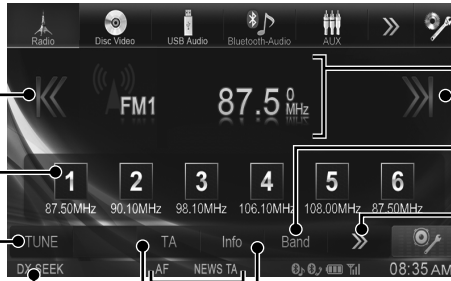 Radio Disc Video USB Audio Bluetooth-Audio AUX
FM1 87.5 0 MHz
1 2 3 4 5 6
87.50MHz 90.10MHz 98.10MHz 106.10MHz 108.00MHz 87.50MHz
TUNE TA Info Band
DX SEEK AF NEWS TA 08:35 AM